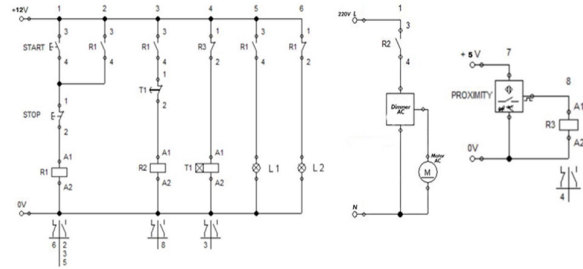 1 2 3 4 5 6
+12V
3 3 3 1 3 1
START R1 R1 R3 R1 R1
4 4 4 2 4 2
1 1
T1
STOP
2 2
A1 A1 A1
R1 R2 T1 L1 L2
A2 A2 A2
0V
6 2 8 3
3
5
1
220V L
3
R2
4
Dimmer
AC
Motor
AC
M
N
+ 5 V 7
8
PROXIMITY
A1
R3
A2
0V
4